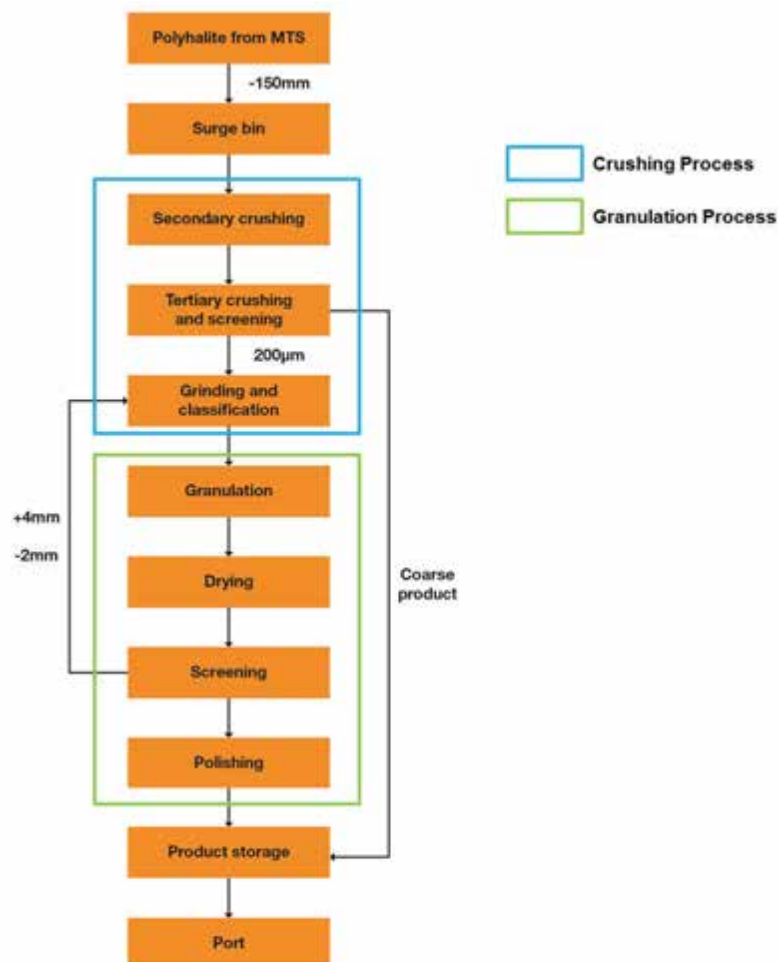 Polyhalite from MTS
-150mm
Surge bin
Crushing Process
Secondary crushing
Granulation Process
Tertiary crushing
and screening
200µm
Grinding and
classification
Granulation
+4mm
-2mm
Drying
Coarse
product
Screening
Polishing
Product storage
Port